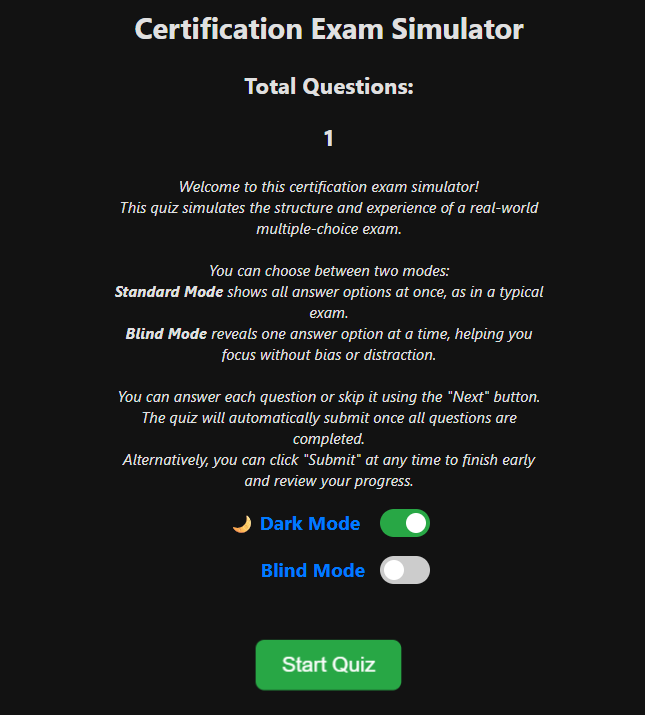 Certification Exam Simulator
Total Questions:
1
Welcome to this certification exam simulator!
This quiz simulates the structure and experience of a real-world
multiple-choice exam.
You can choose between two modes:
Standard Mode shows all answer options at once, as in a typical
exam.
Blind Mode reveals one answer option at a time, helping you
focus without bias or distraction.
You can answer each question or skip it using the "Next" button.
The quiz will automatically submit once all questions are
completed.
Alternatively, you can click "Submit" at any time to finish early
and review your progress.
🌙 Dark Mode
Blind Mode
Start Quiz